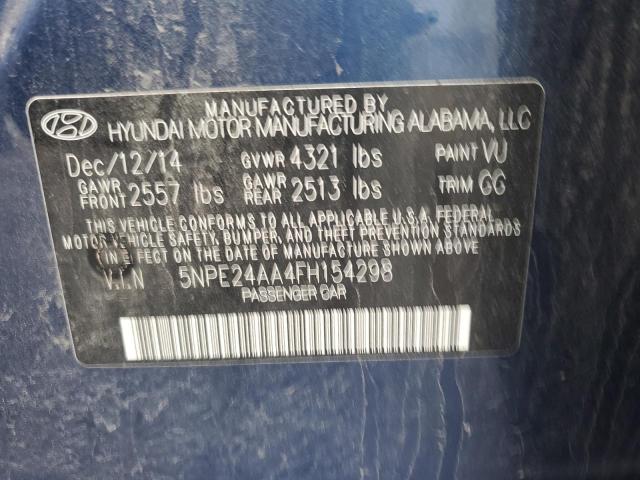 MANUFACTURED BY
HYUNDAI MOTOR MANUFACTURING ALABAMA, LLC
Dec/12/14 GVWR 4321 lbs PAINT VU
GAWR FRONT 2557 lbs GAWR REAR 2513 lbs TRIM GG
THIS VEHICLE CONFORMS TO ALL APPLICABLE U.S.A. FEDERAL
MOTOR VEHICLE SAFETY, BUMPER, AND THEFT PREVENTION STANDARDS
IN EFFECT ON THE DATE OF MANUFACTURE SHOWN ABOVE.
V.I.N 5NPE24AA4FH154298
PASSENGER CAR